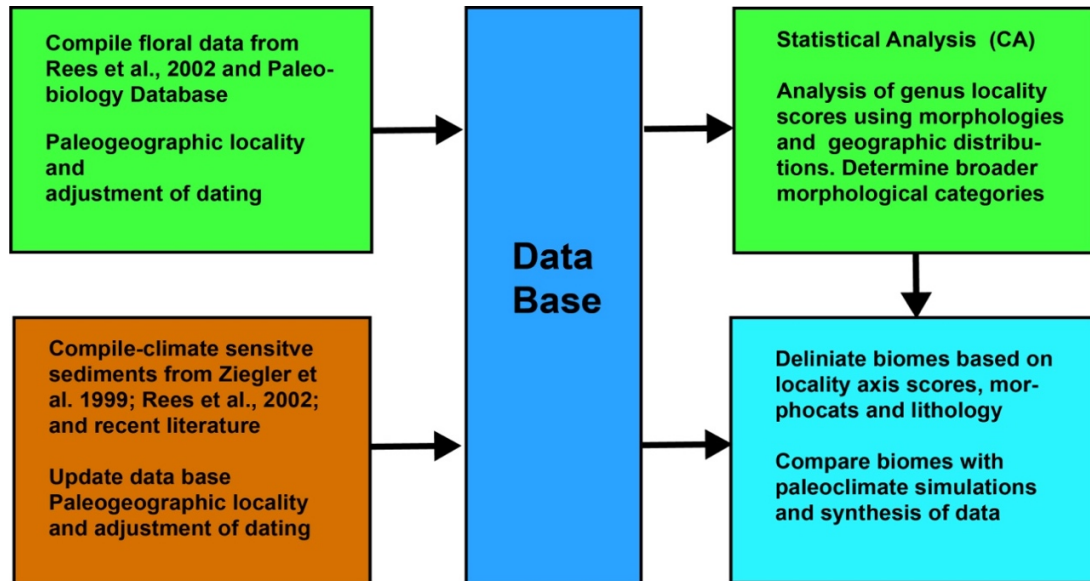 Compile floral data from
Rees et al., 2002 and Paleo-
biology Database
Paleogeographic locality
and
adjustment of dating
Compile-climate sensitve
sediments from Ziegler et
al. 1999; Rees et al., 2002;
and recent literature
Update data base
Paleogeographic locality
and adjustment of dating
Data
Base
Statistical Analysis (CA)
Analysis of genus locality
scores using morphologies
and geographic distribu-
tions. Determine broader
morphological categories
Deliniate biomes based on
locality axis scores, mor-
phocats and lithology
Compare biomes with
paleoclimate simulations
and synthesis of data